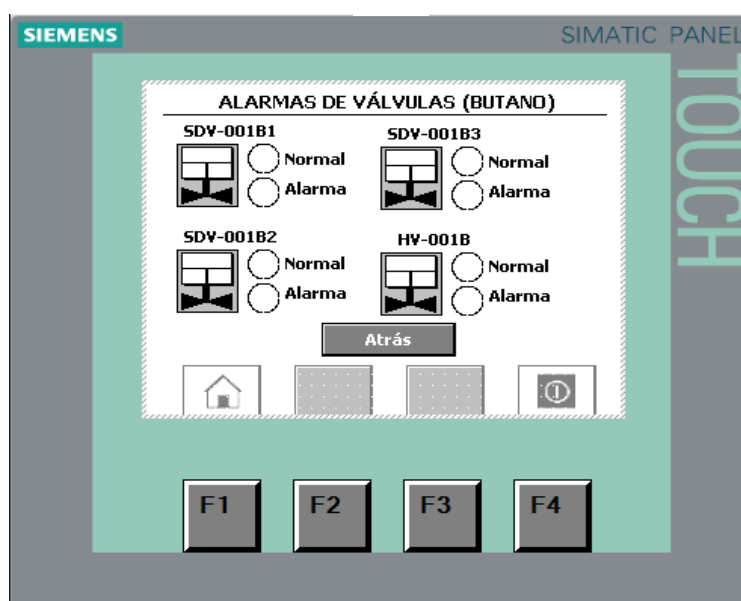 SIEMENS
SIMATIC PANEL
TOUCH
ALARMAS DE VÁLVULAS (BUTANO)
SDV-001B1
Normal
Alarma
SDV-001B3
Normal
Alarma
SDV-001B2
Normal
Alarma
HV-001B
Normal
Alarma
Atrás
F1 F2 F3 F4